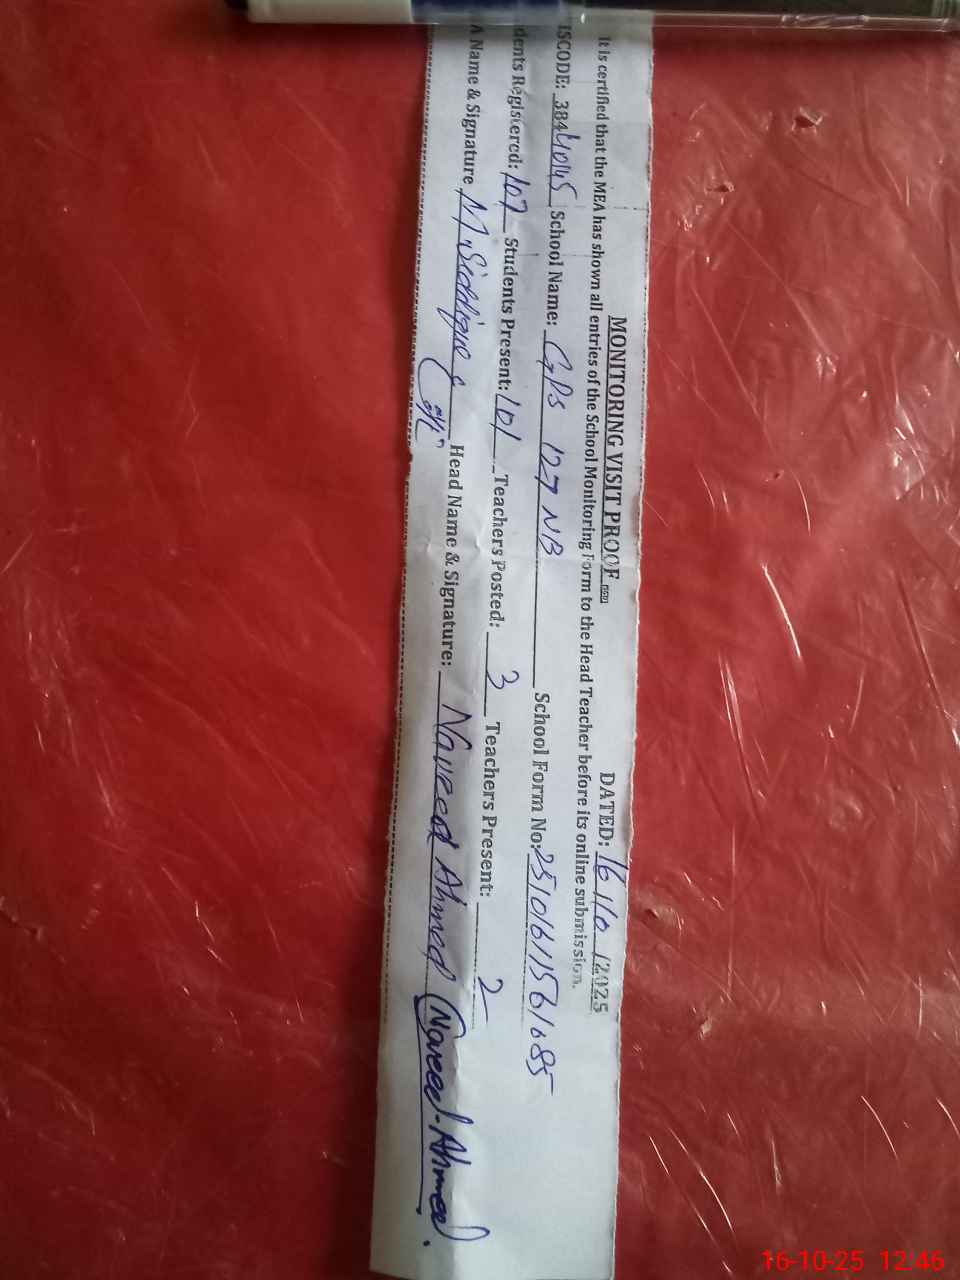 MONITORING VISIT PROOF DATED: 16/10/2025
It is certified that the MEA has shown all entries of the School Monitoring Form to the Head Teacher before its online submission.
ISCODE: 38440145 School Name: GPS 127 NB School Form No: 2510161561085
dents Registered: 107 Students Present: 101 Teachers Posted: 3 Teachers Present: 2
A Name & Signature M. Siddique Head Name & Signature: Naveed Ahmed (Naveed Ahmed).
16-10-25 12:46